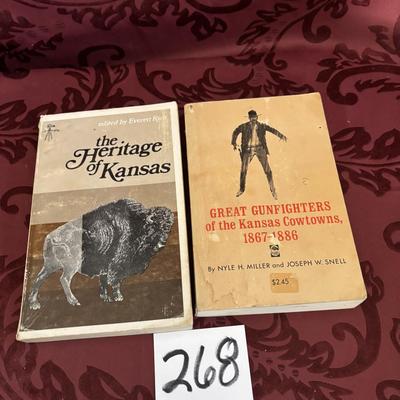 edited by Everett Rich
the
Heritage
of Kansas
GREAT GUNFIGHTERS
of the Kansas Cowtowns,
1867-1886
By NYLE H. MILLER and JOSEPH W. SNELL
$2.45
268